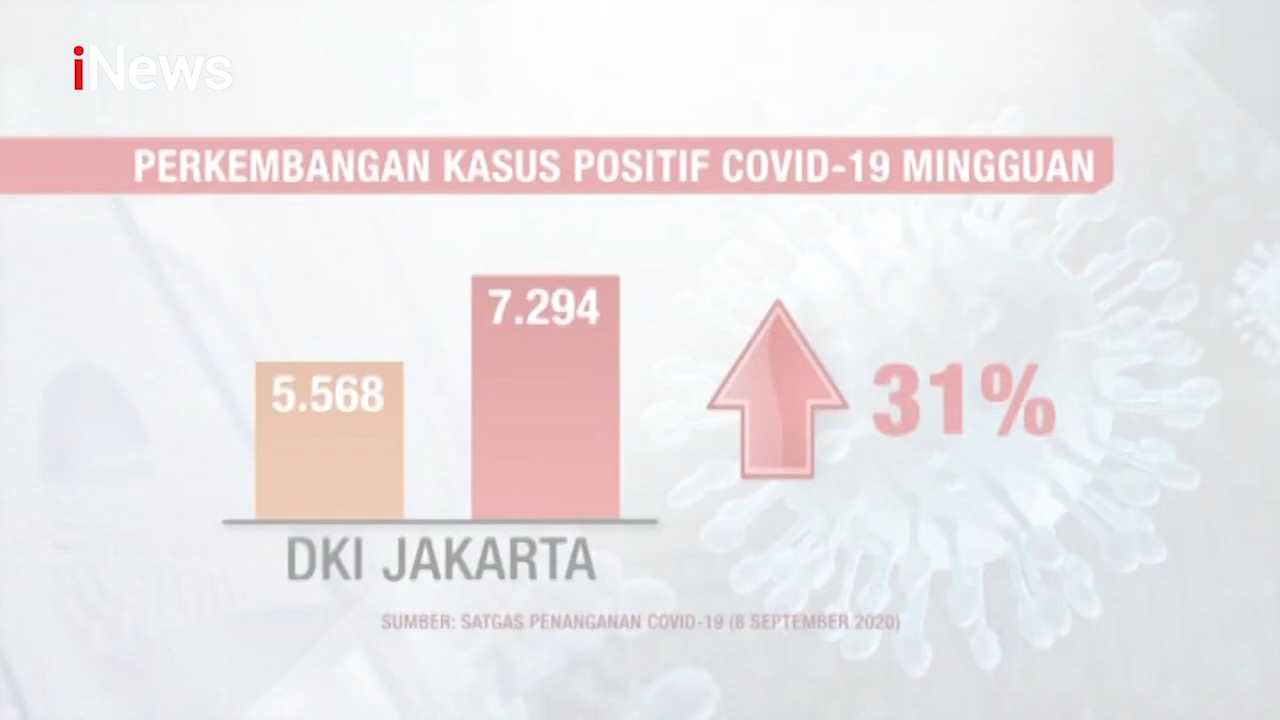 iNews
PERKEMBANGAN KASUS POSITIF COVID-19 MINGGUAN
7.294
5.568
31%
DKI JAKARTA
SUMBER: SATGAS PENANGANAN COVID-19 (8 SEPTEMBER 2020)